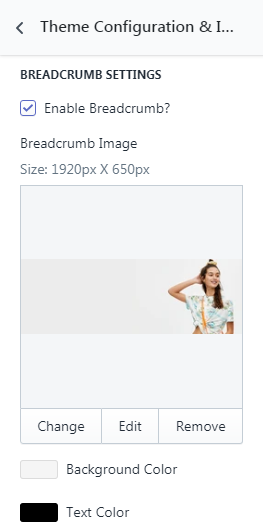 Theme Configuration & I...
BREADCRUMB SETTINGS
Enable Breadcrumb?
Breadcrumb Image
Size: 1920px X 650px
Change Edit Remove
Background Color
Text Color